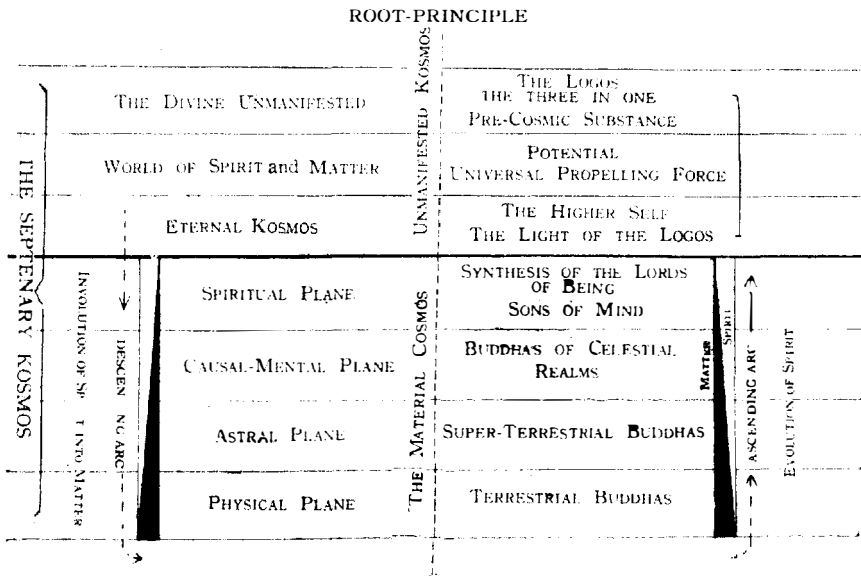 ROOT-PRINCIPLE
THE SEPTENARY KOSMOS
UNMANIFESTED KOSMOS
THE DIVINE UNMANIFESTED
THE LOGOS
THE THREE IN ONE
PRE-COSMIC SUBSTANCE
WORLD OF SPIRIT and MATTER
POTENTIAL
UNIVERSAL PROPELLING FORCE
ETERNAL KOSMOS
THE HIGHER SELF
THE LIGHT OF THE LOGOS
INVOLUTION OF SP T INTO MATTER
DESCEN NG ARC
THE MATERIAL COSMOS
SPIRITUAL PLANE
SYNTHESIS OF THE LORDS
OF BEING
SONS OF MIND
CAUSAL-MENTAL PLANE
BUDDHAS OF CELESTIAL
REALMS
ASTRAL PLANE
SUPER-TERRESTRIAL BUDDHAS
PHYSICAL PLANE
TERRESTRIAL BUDDHAS
MATTER
SPIRIT
ASCENDING ARC
EVOLUTION OF SPIRIT